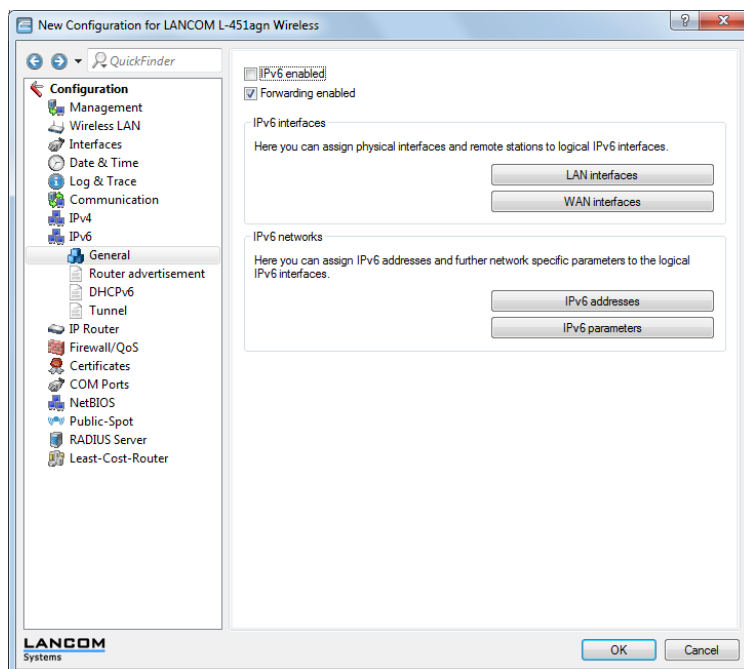 New Configuration for LANCOM L-451agn Wireless
QuickFinder
Configuration
Management
Wireless LAN
Interfaces
Date & Time
Log & Trace
Communication
IPv4
IPv6
General
Router advertisement
DHCPv6
Tunnel
IP Router
Firewall/QoS
Certificates
COM Ports
NetBIOS
Public-Spot
RADIUS Server
Least-Cost-Router
IPv6 enabled
Forwarding enabled
IPv6 interfaces
Here you can assign physical interfaces and remote stations to logical IPv6 interfaces.
LAN interfaces
WAN interfaces
IPv6 networks
Here you can assign IPv6 addresses and further network specific parameters to the logical
IPv6 interfaces.
IPv6 addresses
IPv6 parameters
LANCOM
Systems
OK
Cancel